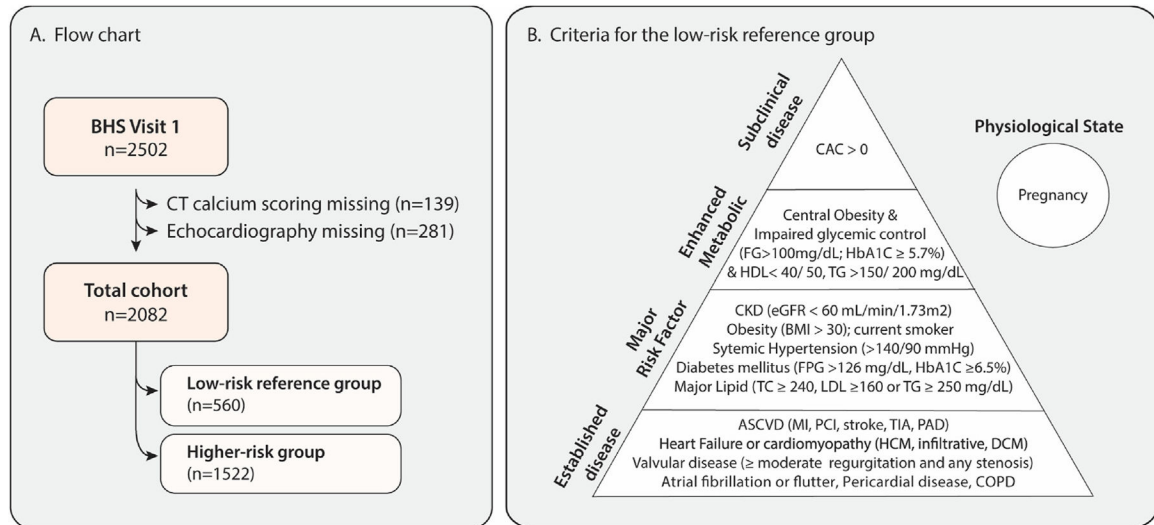 A. Flow chart
BHS Visit 1
n=2502
CT calcium scoring missing (n=139)
Echocardiography missing (n=281)
Total cohort
n=2082
Low-risk reference group
(n=560)
Higher-risk group
(n=1522)
B. Criteria for the low-risk reference group
Subclinical
disease
CAC > 0
Physiological State
Pregnancy
Enhanced
Metabolic
Central Obesity &
Impaired glycemic control
(FG>100mg/dL; HbA1C ≥ 5.7%)
& HDL< 40/ 50, TG >150/ 200 mg/dL
Major
Risk Factor
CKD (eGFR < 60 mL/min/1.73m2)
Obesity (BMI > 30); current smoker
Sytemic Hypertension (>140/90 mmHg)
Diabetes mellitus (FPG >126 mg/dL, HbA1C ≥6.5%)
Major Lipid (TC ≥ 240, LDL ≥160 or TG ≥ 250 mg/dL)
Established
disease
ASCVD (MI, PCI, stroke, TIA, PAD)
Heart Failure or cardiomyopathy (HCM, infiltrative, DCM)
Valvular disease (≥ moderate regurgitation and any stenosis)
Atrial fibrillation or flutter, Pericardial disease, COPD